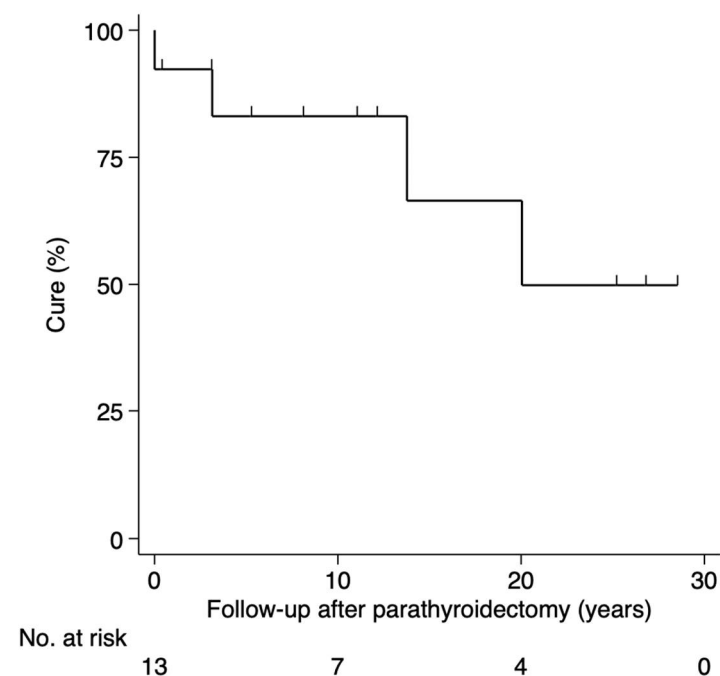 100
75
50
25
0
Cure (%)
0 10 20 30
Follow-up after parathyroidectomy (years)
No. at risk
13 7 4 0